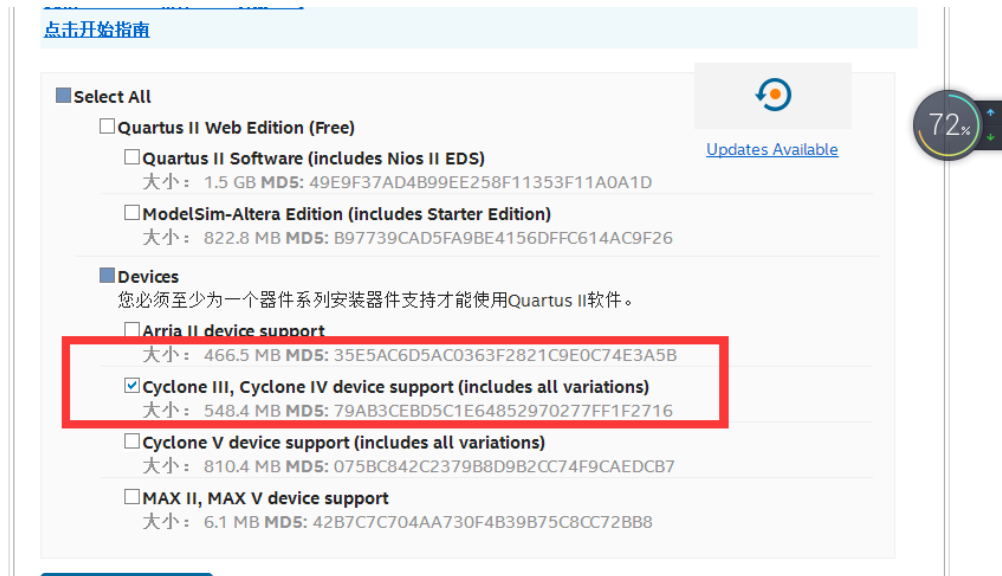 点击开始指南
Select All
Quartus II Web Edition (Free)
Updates Available
72%
Quartus II Software (includes Nios II EDS)
大小： 1.5 GB MD5: 49E9F37AD4B99EE258F11353F11A0A1D
ModelSim-Altera Edition (includes Starter Edition)
大小： 822.8 MB MD5: B97739CAD5FA9BE4156DFFC614AC9F26
Devices
您必须至少为一个器件系列安装器件支持才能使用Quartus II软件。
Arria II device support
大小： 466.5 MB MD5: 35E5AC6D5AC0363F2821C9E0C74E3A5B
Cyclone III, Cyclone IV device support (includes all variations)
大小： 548.4 MB MD5: 79AB3CEBD5C1E64852970277FF1F2716
Cyclone V device support (includes all variations)
大小： 810.4 MB MD5: 075BC842C2379B8D9B2CC74F9CAEDCB7
MAX II, MAX V device support
大小： 6.1 MB MD5: 42B7C7C704AA730F4B39B75C8CC72BB8